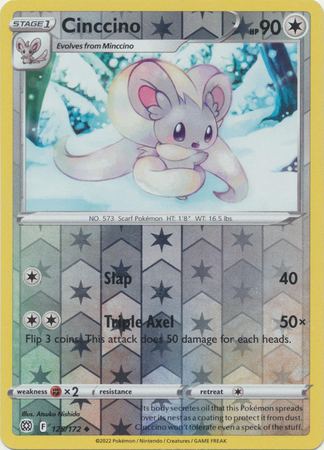 STAGE 1 Cinccino HP 90
Evolves from Minccino
NO. 573 Scarf Pokémon HT: 1'8" WT: 16.5 lbs
Slap 40
Triple Axel 50×
Flip 3 coins. This attack does 50 damage for each heads.
weakness ×2 resistance retreat
Illus. Atsuko Nishido
F 125/172
Its body secretes oil that this Pokémon spreads
over its nest as a coating to protect it from dust.
Cinccino won't tolerate even a speck of the stuff.
©2022 Pokémon / Nintendo / Creatures / GAME FREAK